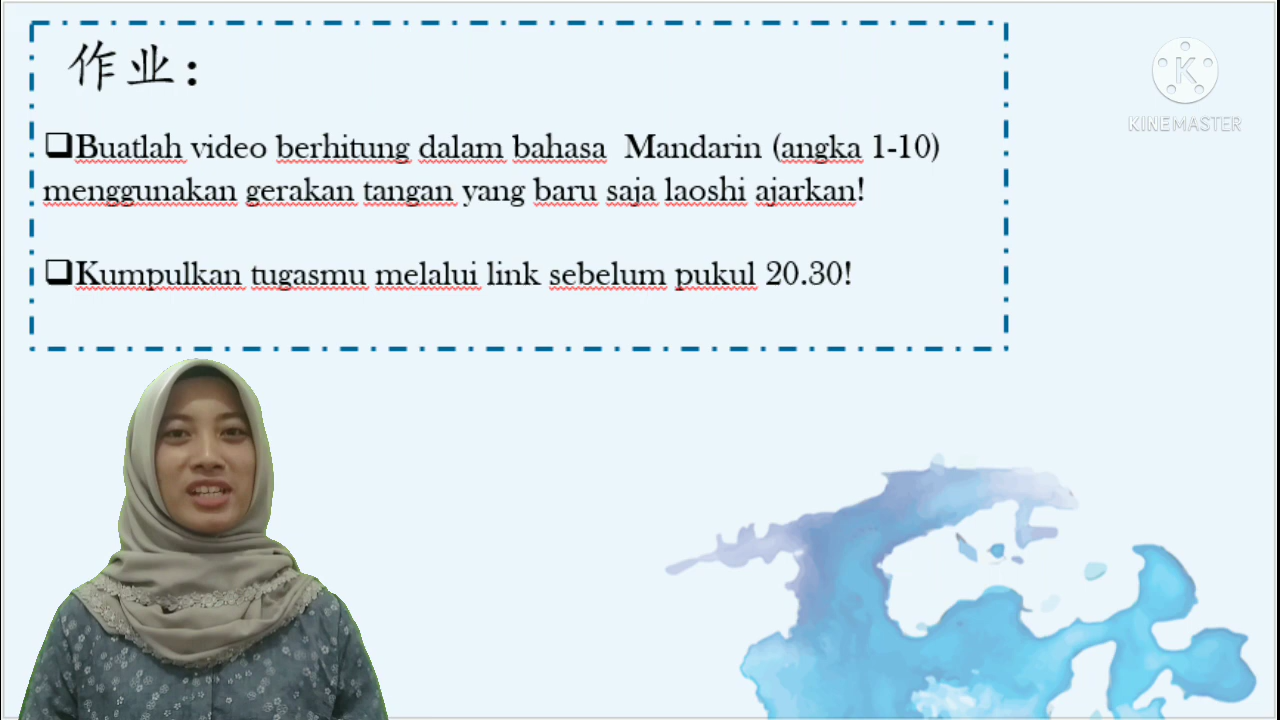 作业：
❑Buatlah video berhitung dalam bahasa Mandarin (angka 1-10)
menggunakan gerakan tangan yang baru saja laoshi ajarkan!
❑Kumpulkan tugasmu melalui link sebelum pukul 20.30!
K
KINEMASTER